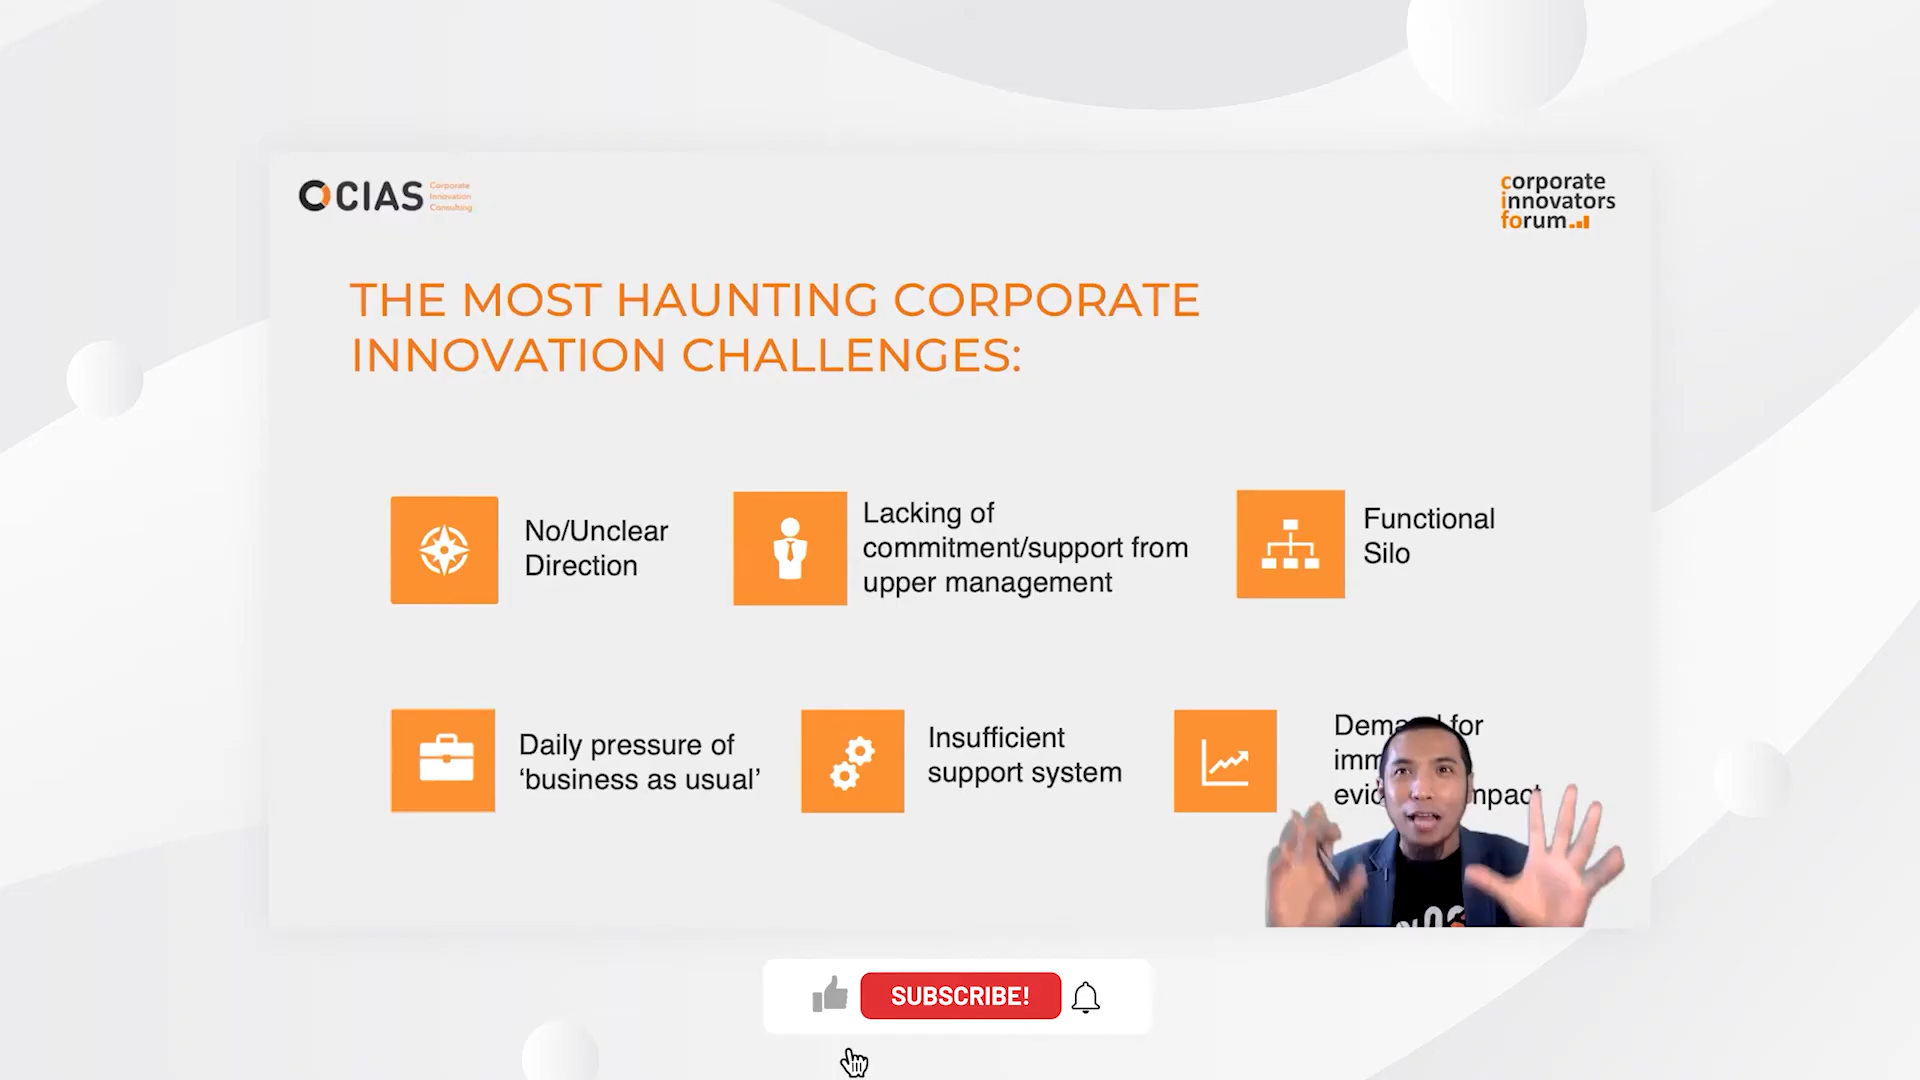 CIAS
Corporate
Innovation
Consulting
corporate
innovators
forum
THE MOST HAUNTING CORPORATE
INNOVATION CHALLENGES:
No/Unclear
Direction
Lacking of
commitment/support from
upper management
Functional
Silo
Daily pressure of
‘business as usual’
Insufficient
support system
for
SUBSCRIBE!